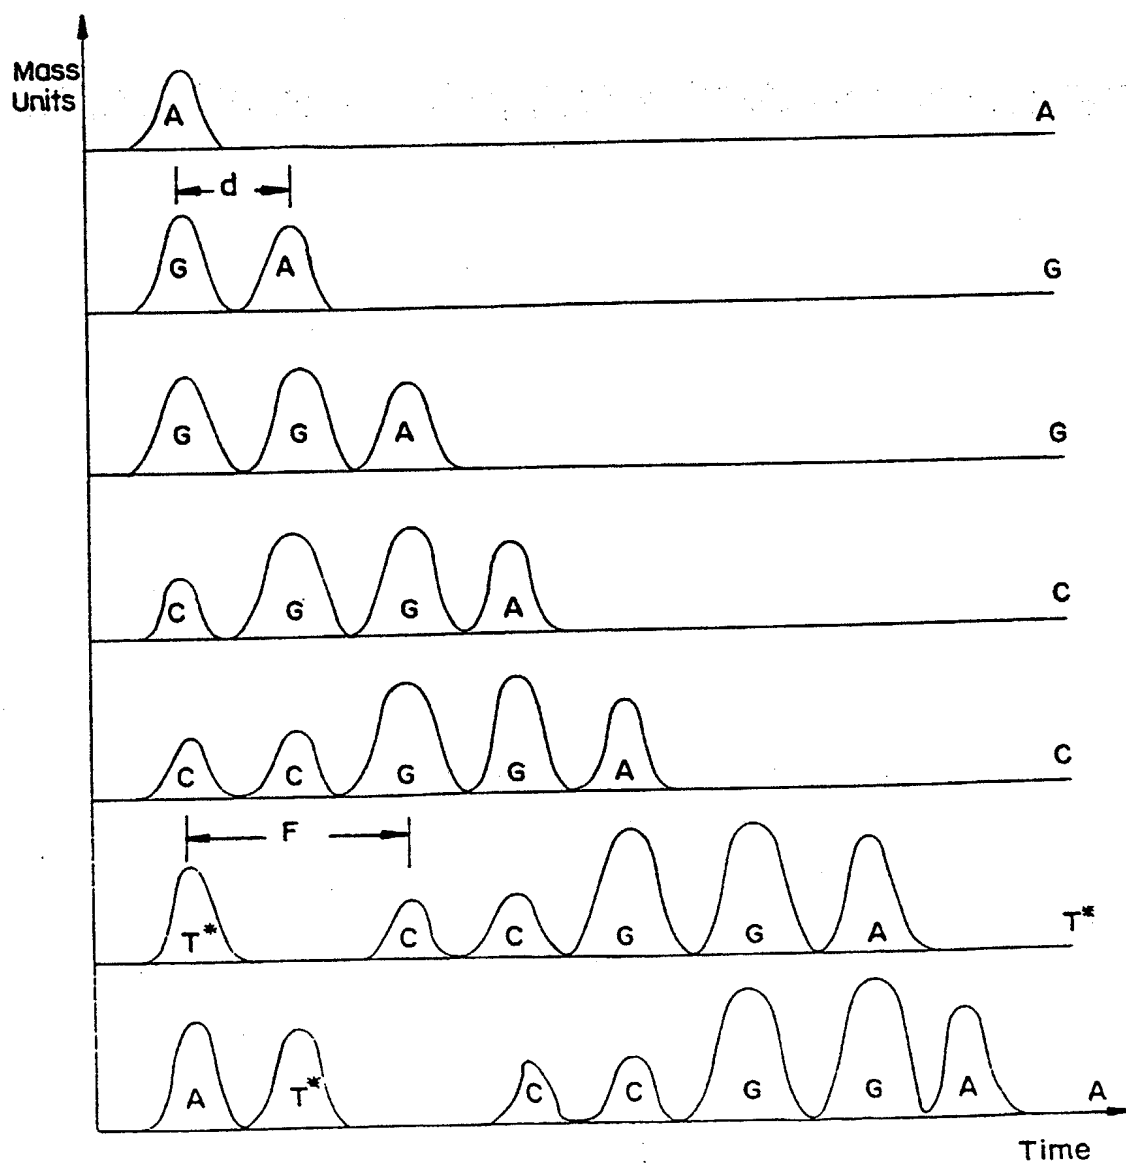 Mass
Units
A A
d
G A G
G G A G
C G G A C
C C G G A C
F
T* C C G G A T*
A T* C C G G A A
Time